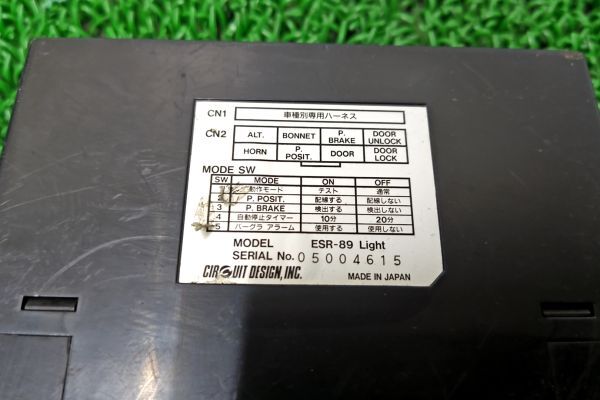 CN1 車種別専用ハーネス
CN2 ALT. BONNET P. BRAKE DOOR UNLOCK
HORN P. POSIT. DOOR DOOR LOCK
MODE SW
SW MODE ON OFF
1 動作モード テスト 通常
2 P. POSIT. 配線する 配線しない
3 P. BRAKE 検出する 検出しない
4 自動停止タイマー 10分 20分
5 バーグラ アラーム 使用する 使用しない
MODEL ESR-89 Light
SERIAL No. 05004615
CIRCUIT DESIGN, INC. MADE IN JAPAN